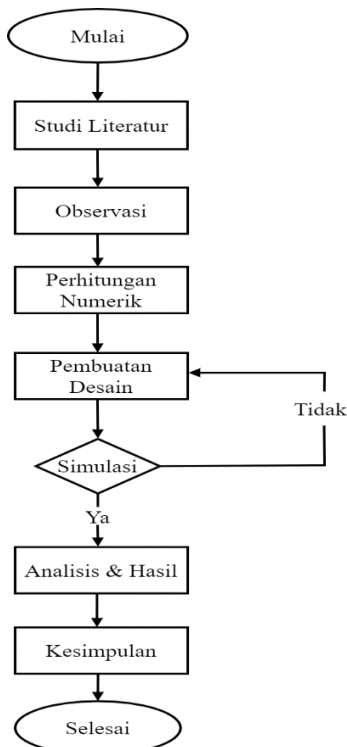 Mulai
Studi Literatur
Observasi
Perhitungan
Numerik
Pembuatan
Desain
Tidak
Simulasi
Ya
Analisis & Hasil
Kesimpulan
Selesai